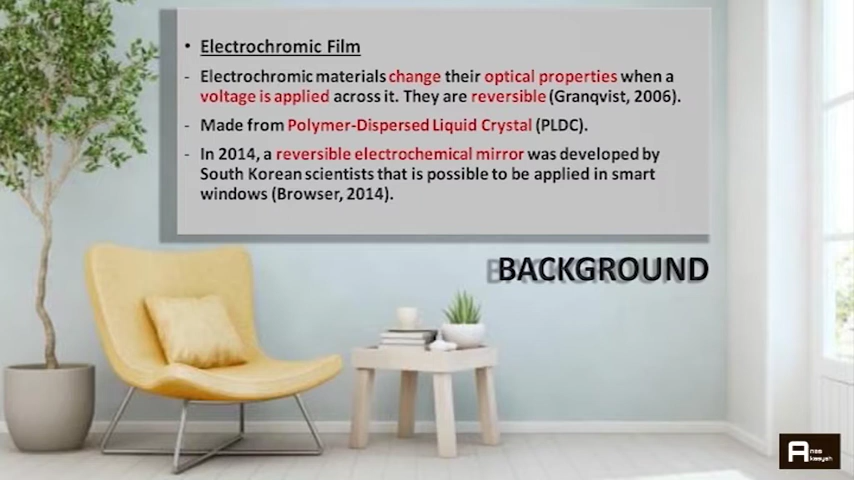 • Electrochromic Film
- Electrochromic materials change their optical properties when a
voltage is applied across it. They are reversible (Granqvist, 2006).
- Made from Polymer-Dispersed Liquid Crystal (PLDC).
- In 2014, a reversible electrochemical mirror was developed by
South Korean scientists that is possible to be applied in smart
windows (Browser, 2014).
BACKGROUND